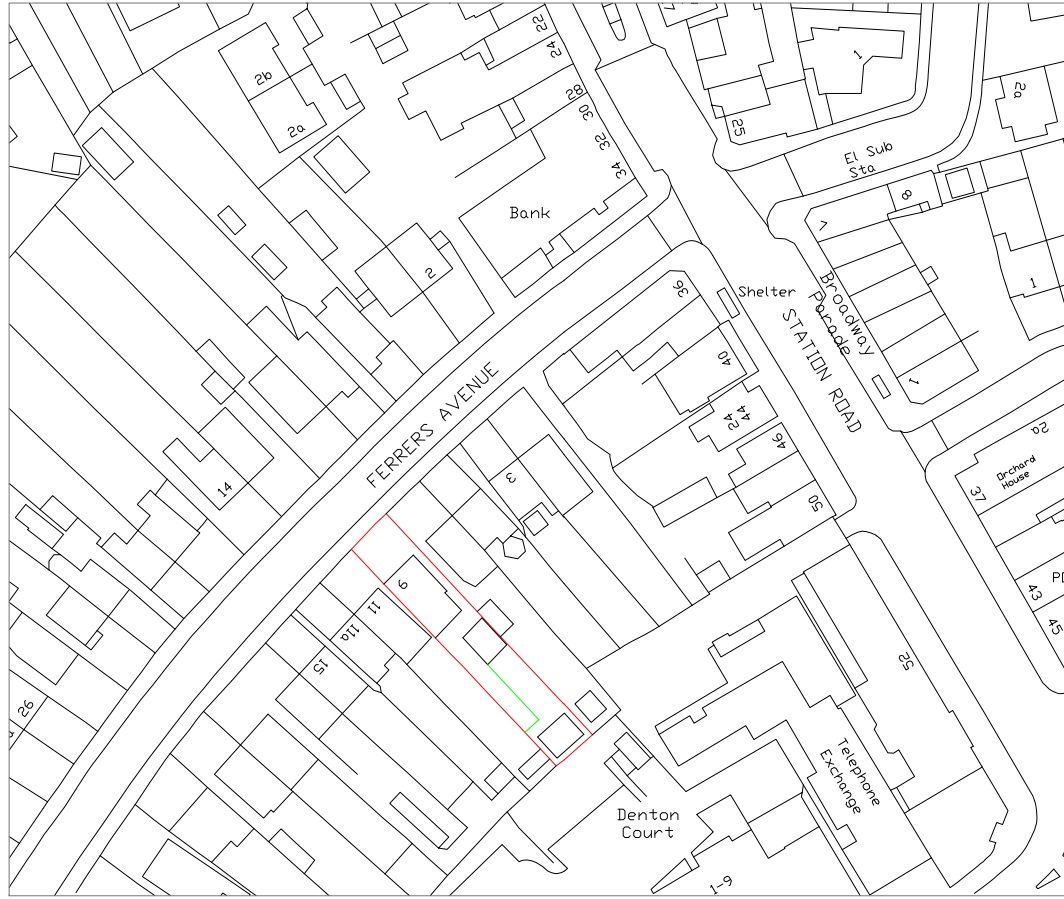 22
24
28
30
32
34
2b
2a
Bank
2
1
25
El Sub
Sta
2a
8
7
1
36
Shelter
Broadway
Parade
STATION ROAD
40
44
42
46
50
1
FERRERS AVENUE
3
14
2a
Orchard
House
37
43
45
9
11
11a
15
26
52
Telephone
Exchange
Denton
Court
1-9